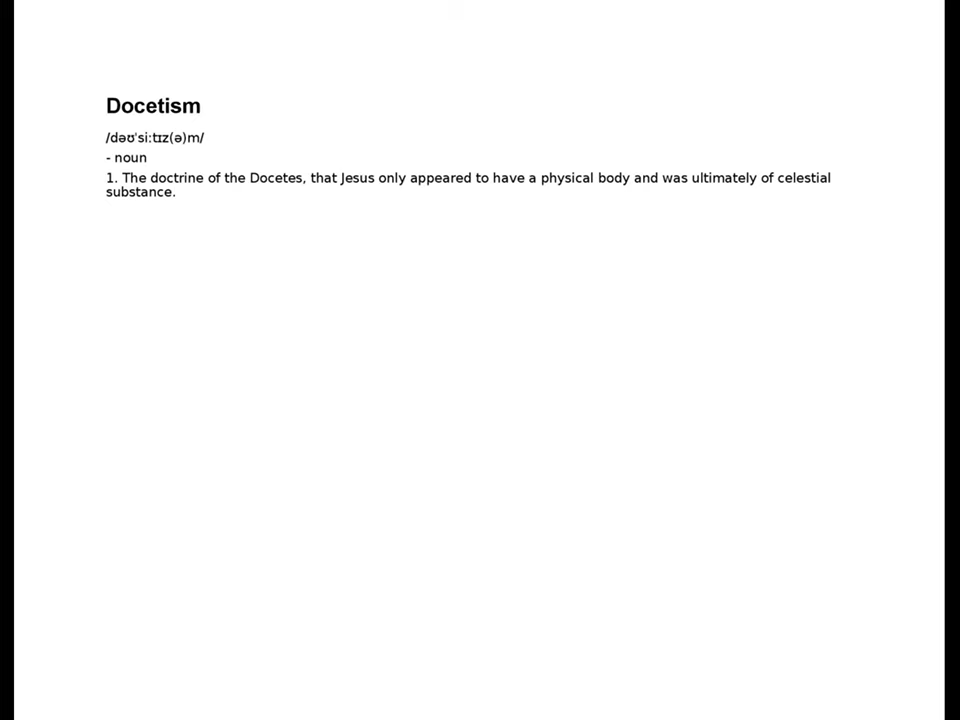 Docetism
/dəʊˈsiːtɪz(ə)m/
- noun
1. The doctrine of the Docetes, that Jesus only appeared to have a physical body and was ultimately of celestial
substance.